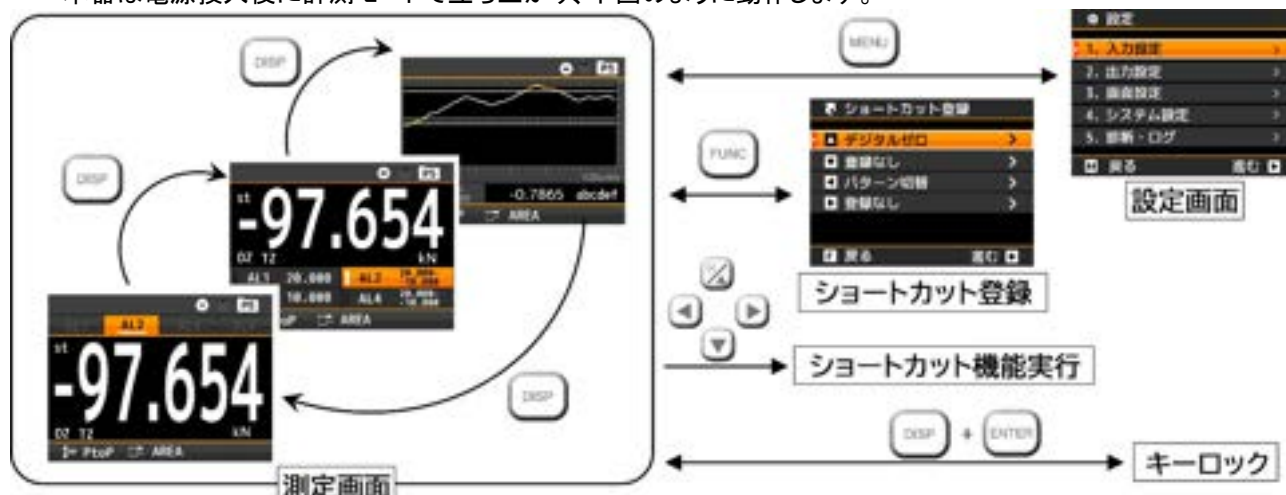 本器は電源投入後に計測モードで立ち上がり、下図のように動作します。
DISP
DISP
DISP
P5
-0.7865 abcdef
AREA
P5
st
-97.654
DZ TZ
kN
AL1 20.000 AL2
10.000 AL4
AREA
P5
AL2
st
-97.654
DZ TZ
kN
PtoP AREA
測定画面
MENU
設定
1. 入力設定
2. 出力設定
3. 画面設定
4. システム設定
5. 診断・ログ
戻る 進む
設定画面
FUNC
ショートカット登録
デジタルゼロ
登録なし
パターン切替
登録なし
戻る 進む
ショートカット登録
ショートカット機能実行
DISP + ENTER
キーロック